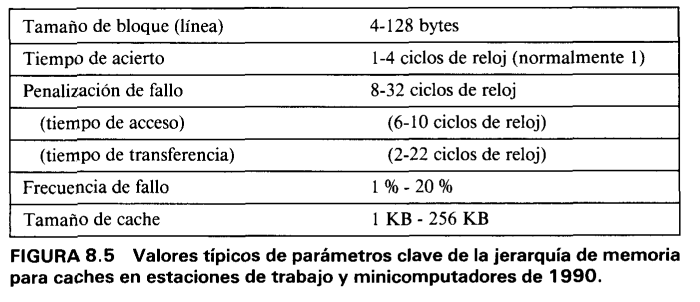 Tamaño de bloque (línea) 4-128 bytes
Tiempo de acierto 1-4 ciclos de reloj (normalmente 1)
Penalización de fallo 8-32 ciclos de reloj
(tiempo de acceso) (6-10 ciclos de reloj)
(tiempo de transferencia) (2-22 ciclos de reloj)
Frecuencia de fallo 1 % - 20 %
Tamaño de cache 1 KB - 256 KB
FIGURA 8.5 Valores típicos de parámetros clave de la jerarquía de memoria
para caches en estaciones de trabajo y minicomputadores de 1990.